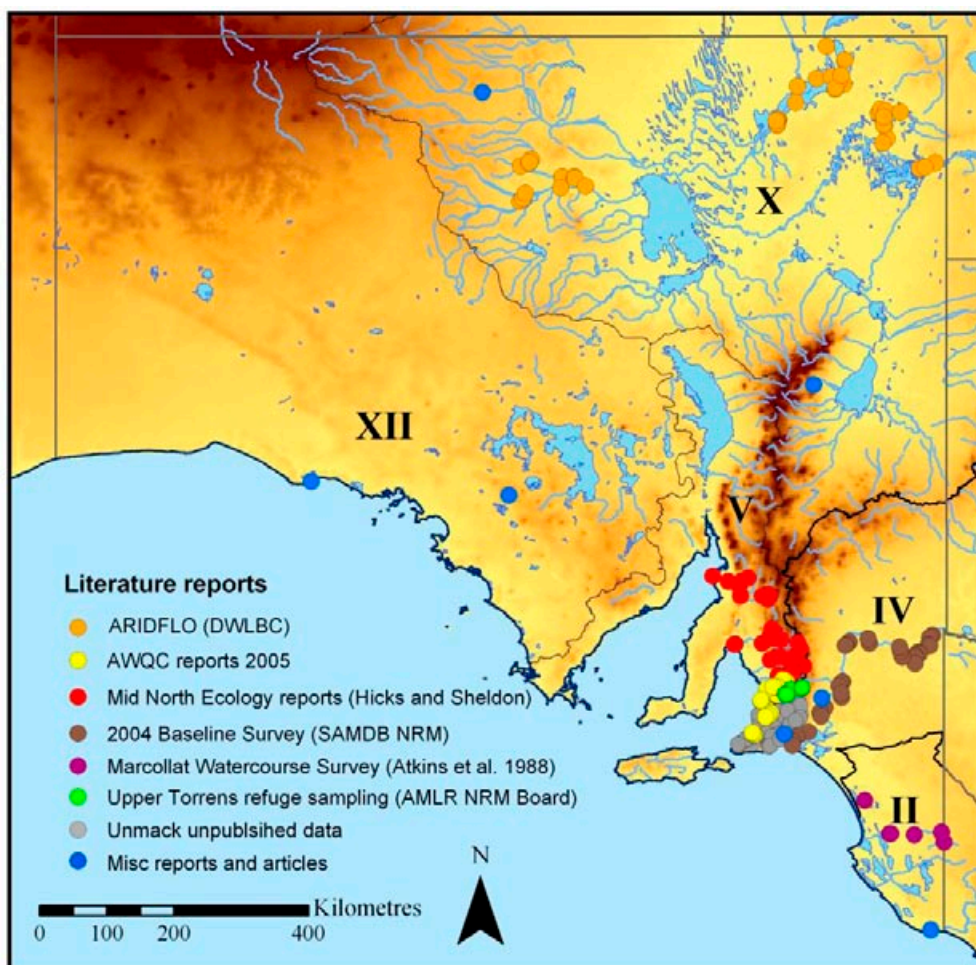 X
XII
V
IV
II
Literature reports
ARIDFLO (DWLBC)
AWQC reports 2005
Mid North Ecology reports (Hicks and Sheldon)
2004 Baseline Survey (SAMDB NRM)
Marcollat Watercourse Survey (Atkins et al. 1988)
Upper Torrens refuge sampling (AMLR NRM Board)
Unmack unpublsihed data
Misc reports and articles
N
Kilometres
0 100 200 400